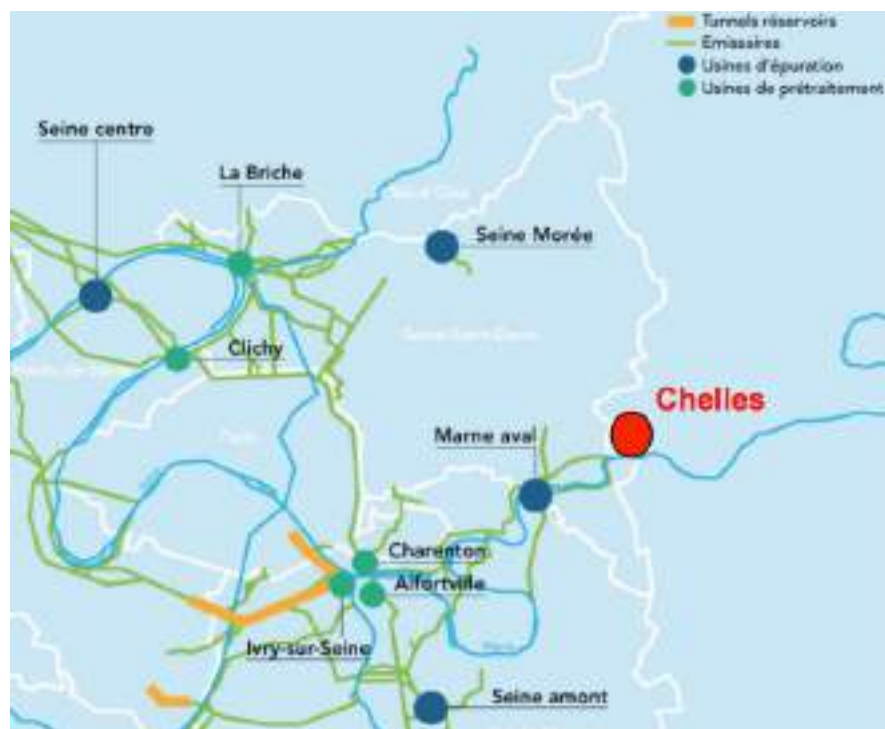 Tunnels réservoirs
Emissaires
Usines d'épuration
Usines de prétraitement
Seine centre
La Briche
Seine Morée
Clichy
Chelles
Marne aval
Paris
Charenton
Alfortville
Ivry-sur-Seine
Seine amont